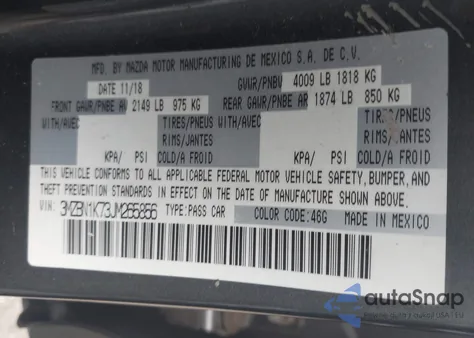 MFD. BY MAZDA MOTOR MANUFACTURING DE MEXICO S.A. DE C.V.
DATE 11/18 GVWR/PNBV 4009 LB 1818 KG
FRONT GAWR/PNBE AV 2149 LB 975 KG REAR GAWR/PNBE AR 1874 LB 850 KG
WITH/AVEC TIRES/PNEUS WITH/AVEC TIRES/PNEUS
RIMS/JANTES RIMS/JANTES
KPA/ PSI COLD/A FROID KPA/ PSI COLD/A FROID
THIS VEHICLE CONFORMS TO ALL APPLICABLE FEDERAL MOTOR VEHICLE SAFETY, BUMPER, AND
THEFT PREVENTION STANDARDS IN EFFECT ON THE DATE OF MANUFACTURE SHOWN ABOVE.
VIN: 3MZBN1K73JM265856 TYPE: PASS CAR COLOR CODE: 46G MADE IN MEXICO
autoSnap